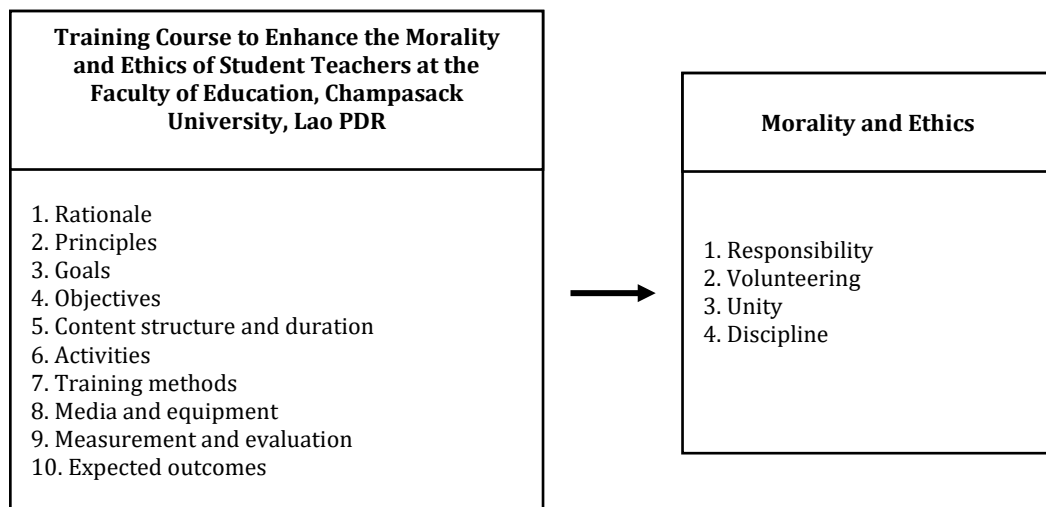 Training Course to Enhance the Morality
and Ethics of Student Teachers at the
Faculty of Education, Champasack
University, Lao PDR
1. Rationale
2. Principles
3. Goals
4. Objectives
5. Content structure and duration
6. Activities
7. Training methods
8. Media and equipment
9. Measurement and evaluation
10. Expected outcomes
Morality and Ethics
1. Responsibility
2. Volunteering
3. Unity
4. Discipline